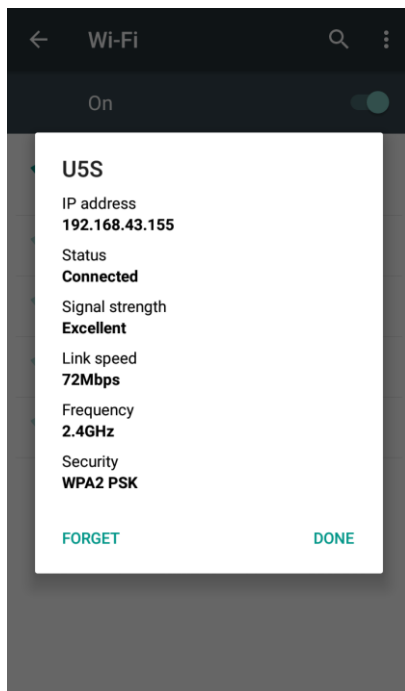 Wi-Fi
On
U5S
IP address
192.168.43.155
Status
Connected
Signal strength
Excellent
Link speed
72Mbps
Frequency
2.4GHz
Security
WPA2 PSK
FORGET DONE